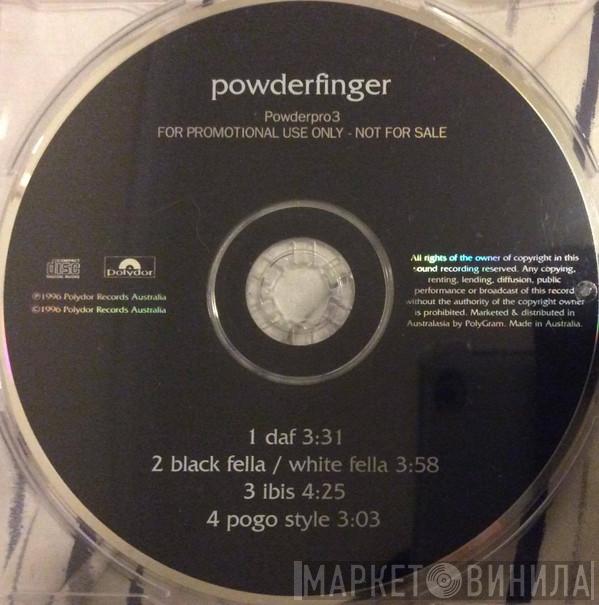 powderfinger
Powderpro3
FOR PROMOTIONAL USE ONLY - NOT FOR SALE
COMPACT
disc
DIGITAL AUDIO
polydor
℗1996 Polydor Records Australia
©1996 Polydor Records Australia
All rights of the owner of copyright in this
sound recording reserved. Any copying,
renting, lending, diffusion, public
performance or broadcast of this record
without the authority of the copyright owner
is prohibited. Marketed & distributed in
Australasia by PolyGram. Made in Australia.
1 daf 3:31
2 black fella / white fella 3:58
3 ibis 4:25
4 pogo style 3:03
МАРКЕТ ВИНИЛА